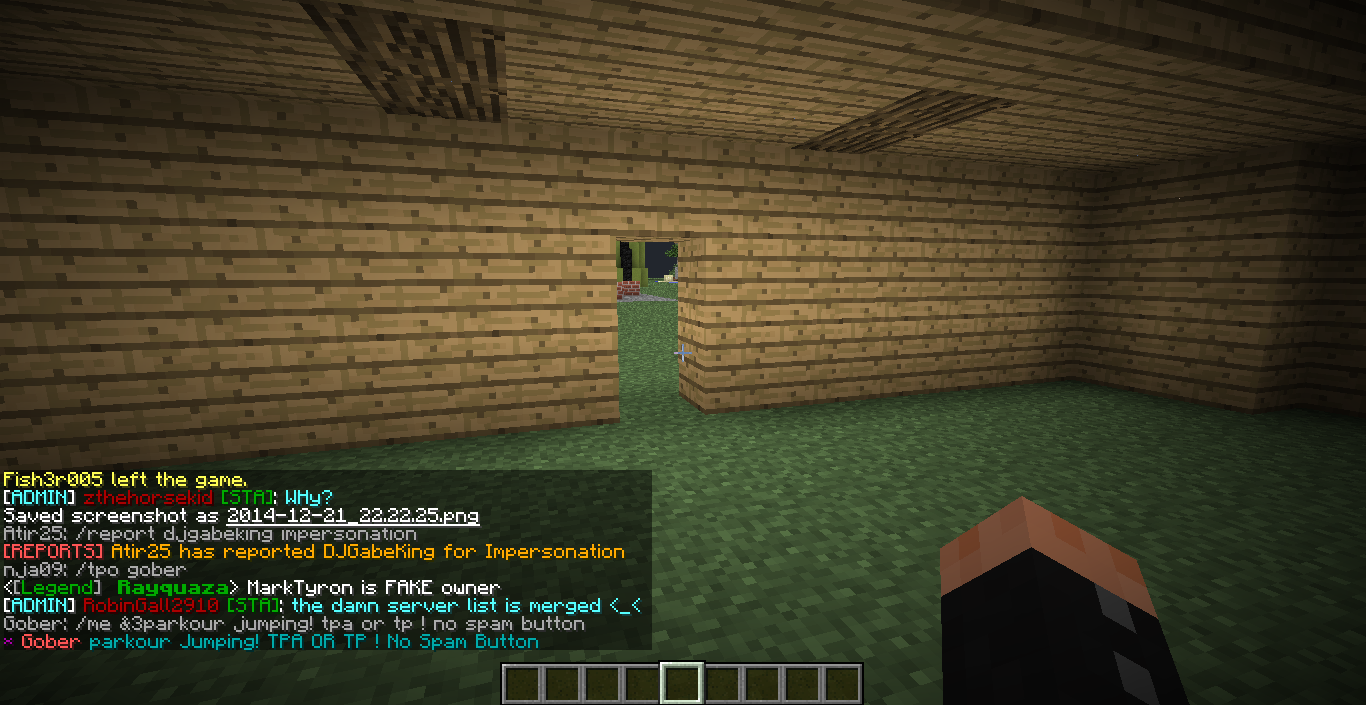 Fish3r005 left the game.
[ADMIN] zthehorsekid [STA]: WHy?
Saved screenshot as 2014-12-21_22.22.25.png
Atir25: /report djgabeking impersonation
[REPORTS] Atir25 has reported DJGabeKing for Impersonation
nja09: /tpo gober
<[Legend] Rayquaza> MarkTyron is FAKE owner
[ADMIN] RobinGall2910 [STA]: the damn server list is merged <_<
Gober: /me &3parkour jumping! tpa or tp ! no spam button
* Gober parkour Jumping! TPA OR TP ! No Spam Button